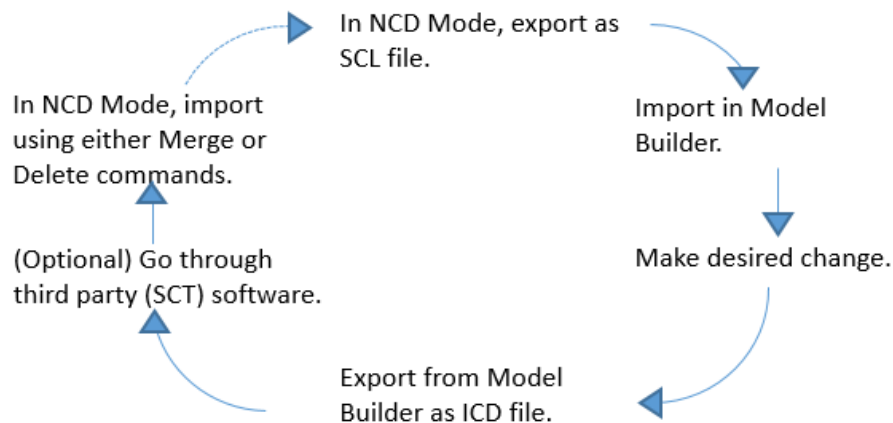 In NCD Mode, export as
SCL file.
Import in Model
Builder.
Make desired change.
Export from Model
Builder as ICD file.
(Optional) Go through
third party (SCT) software.
In NCD Mode, import
using either Merge or
Delete commands.